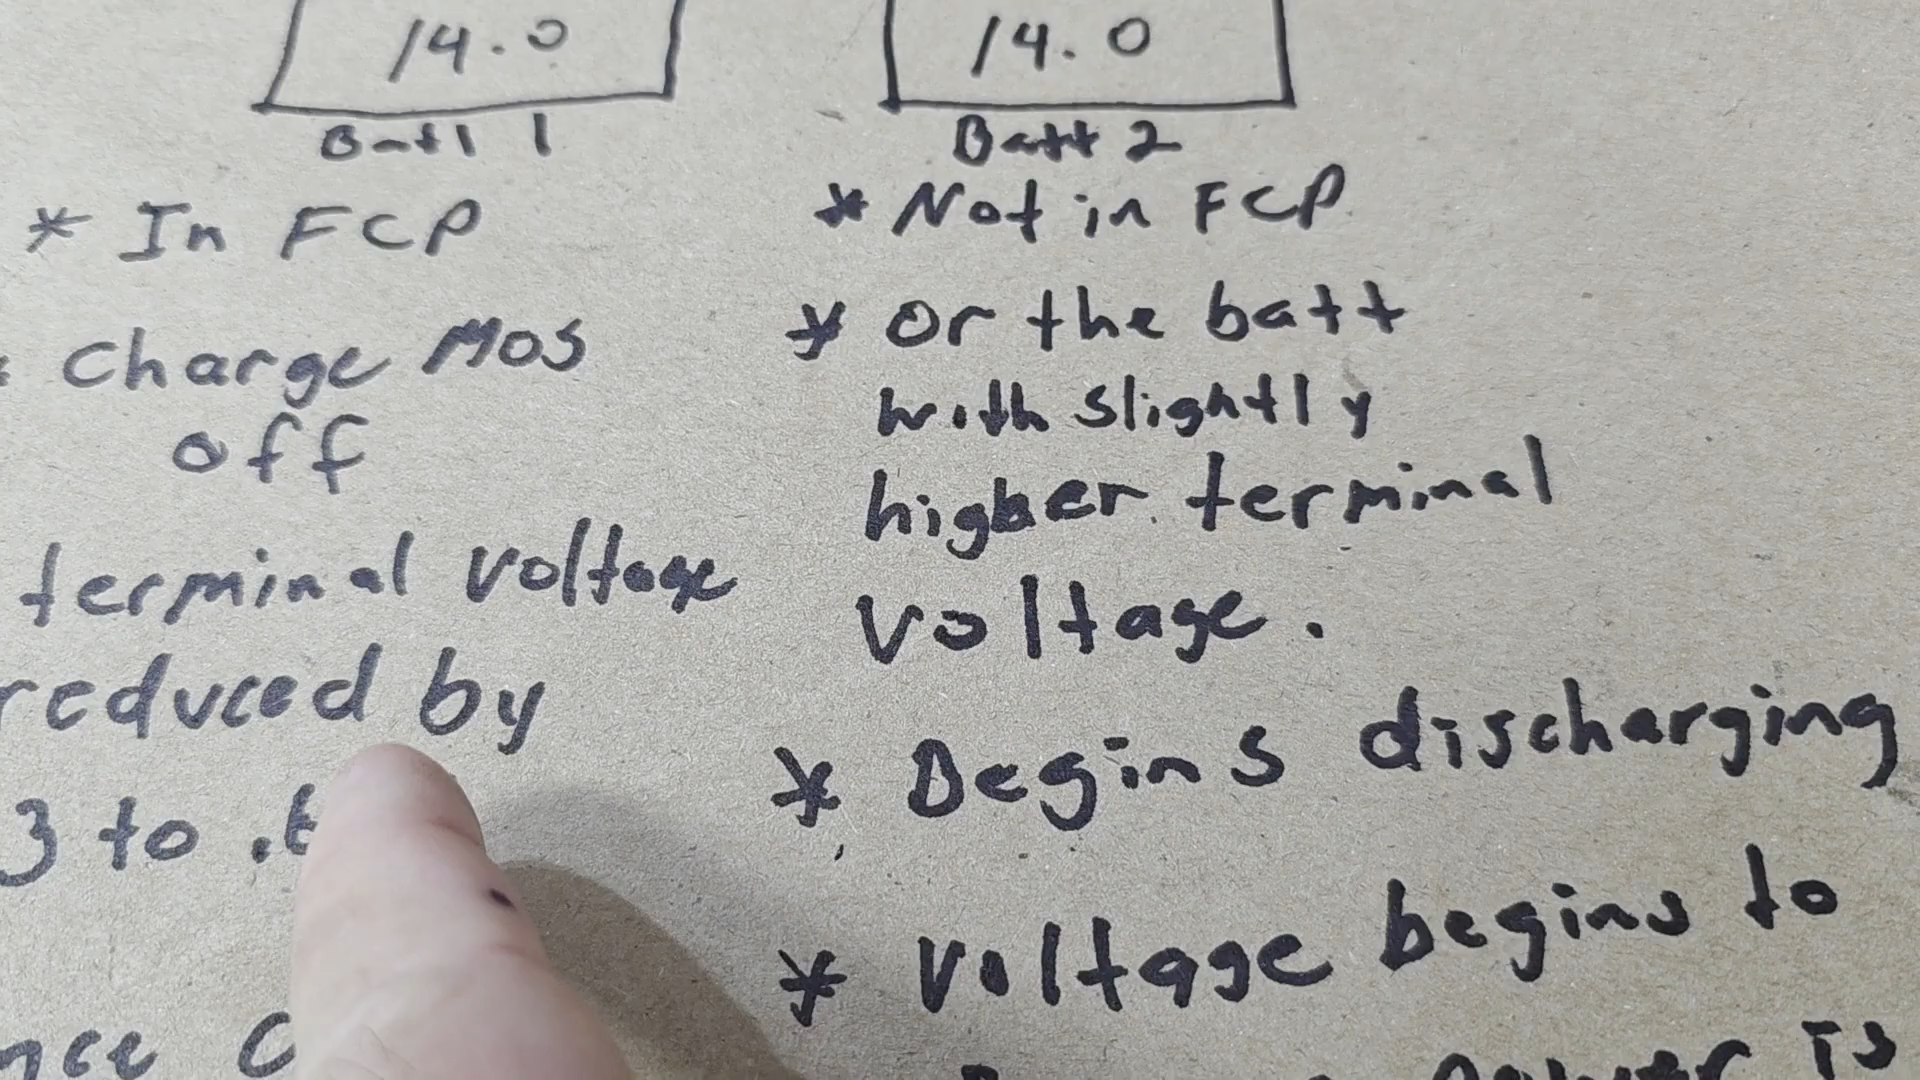 14.0
Batt 1
* In FCP
* Charge MOS
off
terminal voltage
reduced by
3 to
14.0
Batt 2
* Not in FCP
* or the batt
with slightly
higher terminal
voltage.
* Begins discharging
* Voltage begins to
is